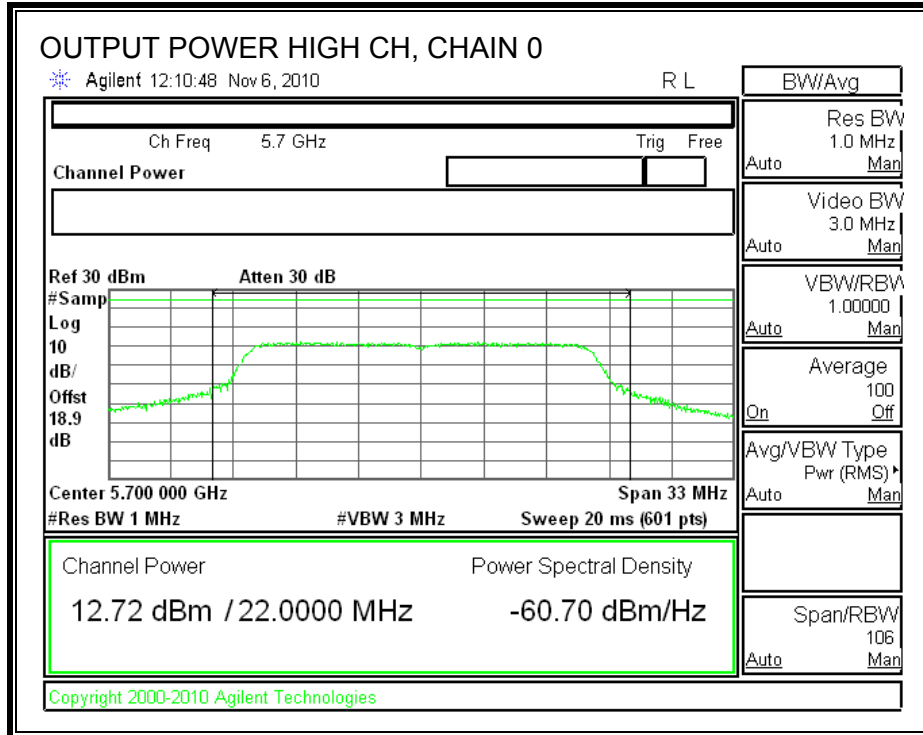 OUTPUT POWER HIGH CH, CHAIN 0
Agilent 12:10:48 Nov 6, 2010 R L
Ch Freq 5.7 GHz Trig Free
Channel Power
Ref 30 dBm Atten 30 dB
#Samp
Log
10
dB/
Offst
18.9
dB
Center 5.700 000 GHz Span 33 MHz
#Res BW 1 MHz #VBW 3 MHz Sweep 20 ms (601 pts)
Channel Power Power Spectral Density
12.72 dBm / 22.0000 MHz -60.70 dBm/Hz
Copyright 2000-2010 Agilent Technologies
BW/Avg
Res BW
1.0 MHz
Auto Man
Video BW
3.0 MHz
Auto Man
VBW/RBW
1.00000
Auto Man
Average
100
On Off
Avg/VBW Type
Pwr (RMS)
Auto Man
Span/RBW
106
Auto Man